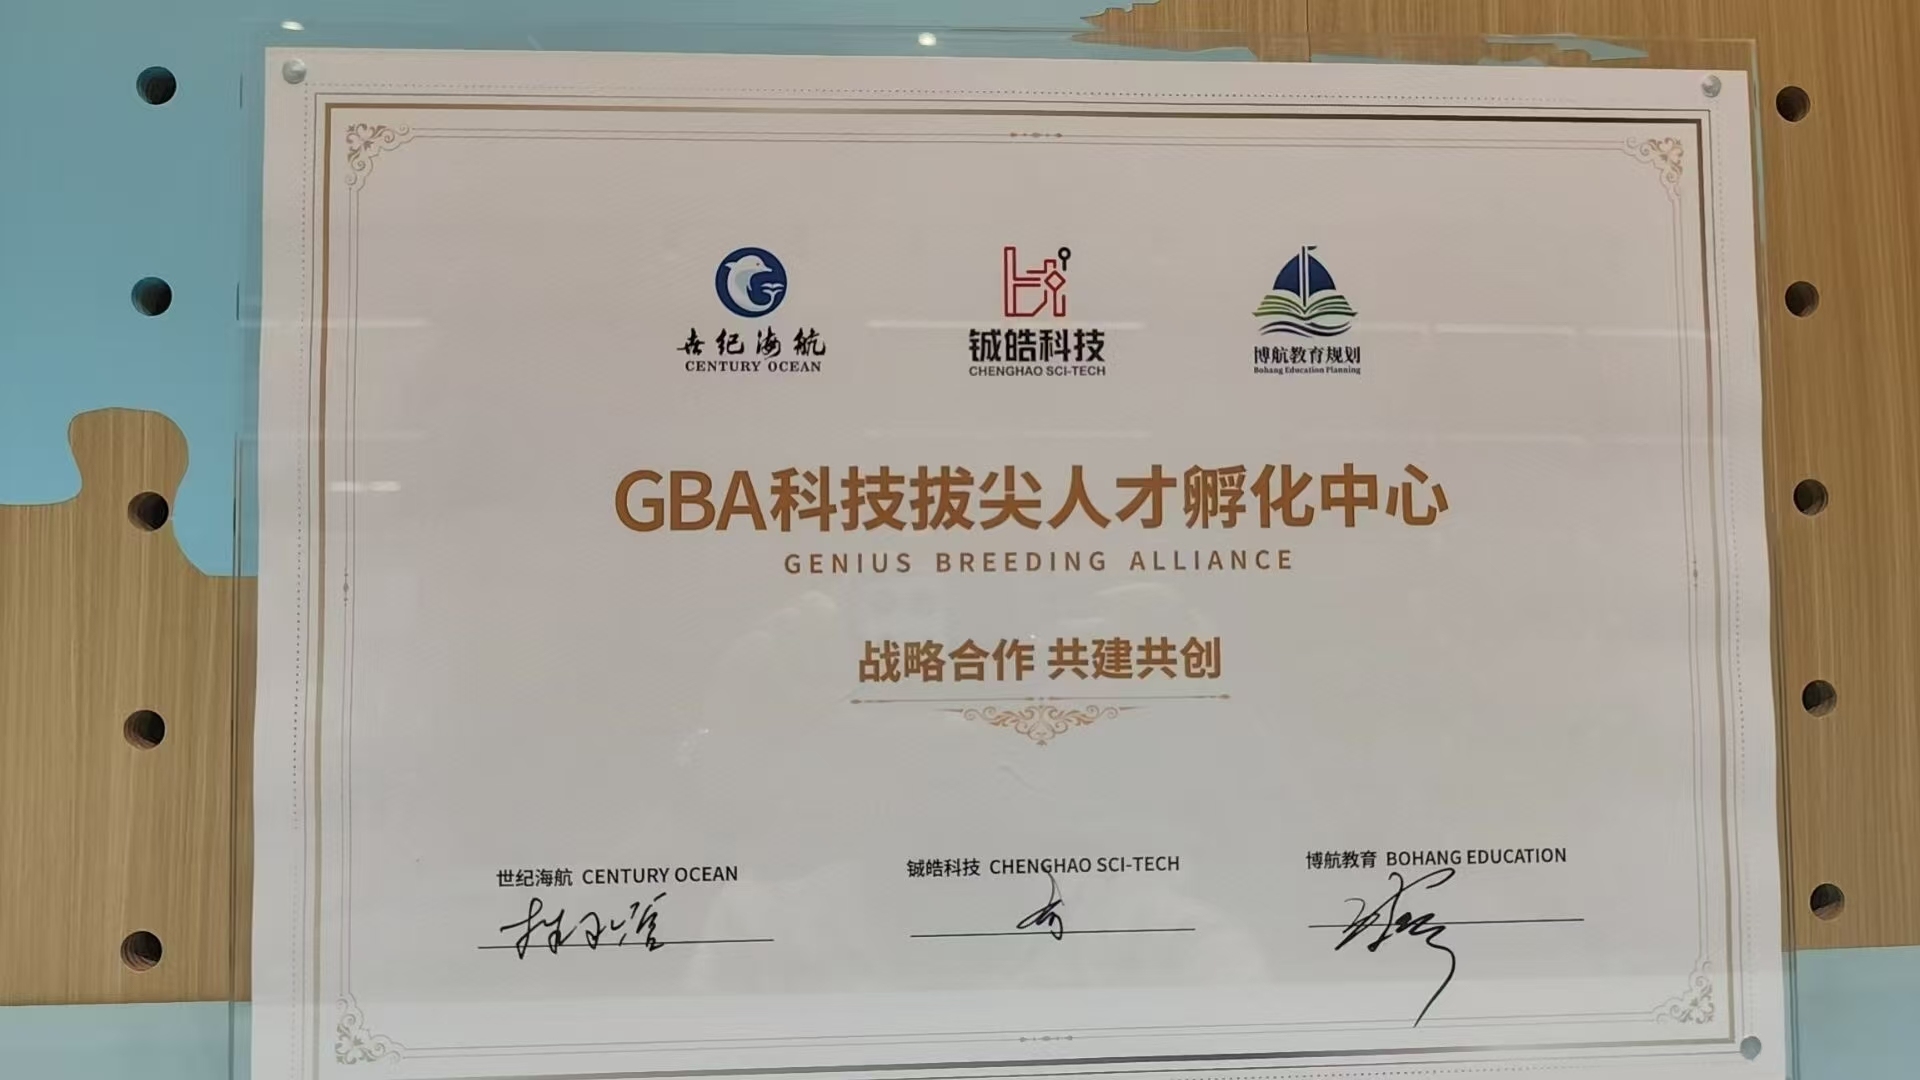 世纪海航
CENTURY OCEAN
铖皓科技
CHENGHAO SCI-TECH
博航教育规划
Bohang Education Planning
GBA科技拔尖人才孵化中心
GENIUS BREEDING ALLIANCE
战略合作 共建共创
世纪海航 CENTURY OCEAN
铖皓科技 CHENGHAO SCI-TECH
博航教育 BOHANG EDUCATION